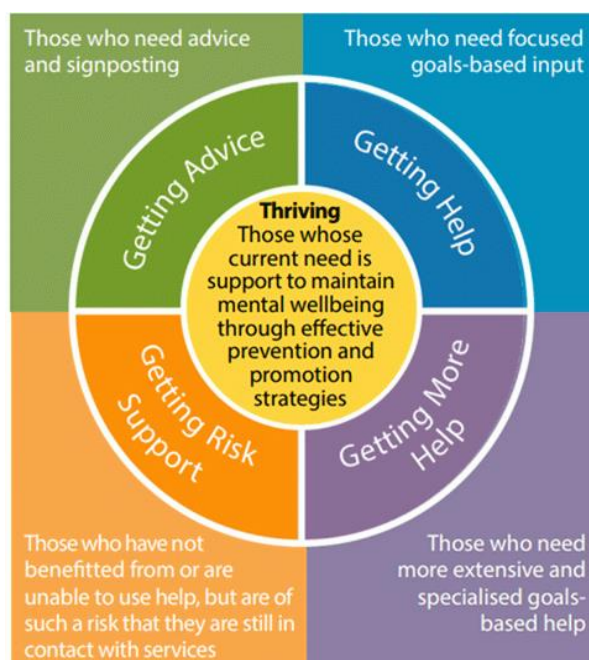 Those who need advice
and signposting
Those who need focused
goals-based input
Getting Advice
Getting Help
Thriving
Those whose
current need is
support to maintain
mental wellbeing
through effective
prevention and
promotion
strategies
Getting Risk
Support
Getting More
Help
Those who have not
benefitted from or are
unable to use help, but are of
such a risk that they are still in
contact with services
Those who need
more extensive and
specialised goals-
based help